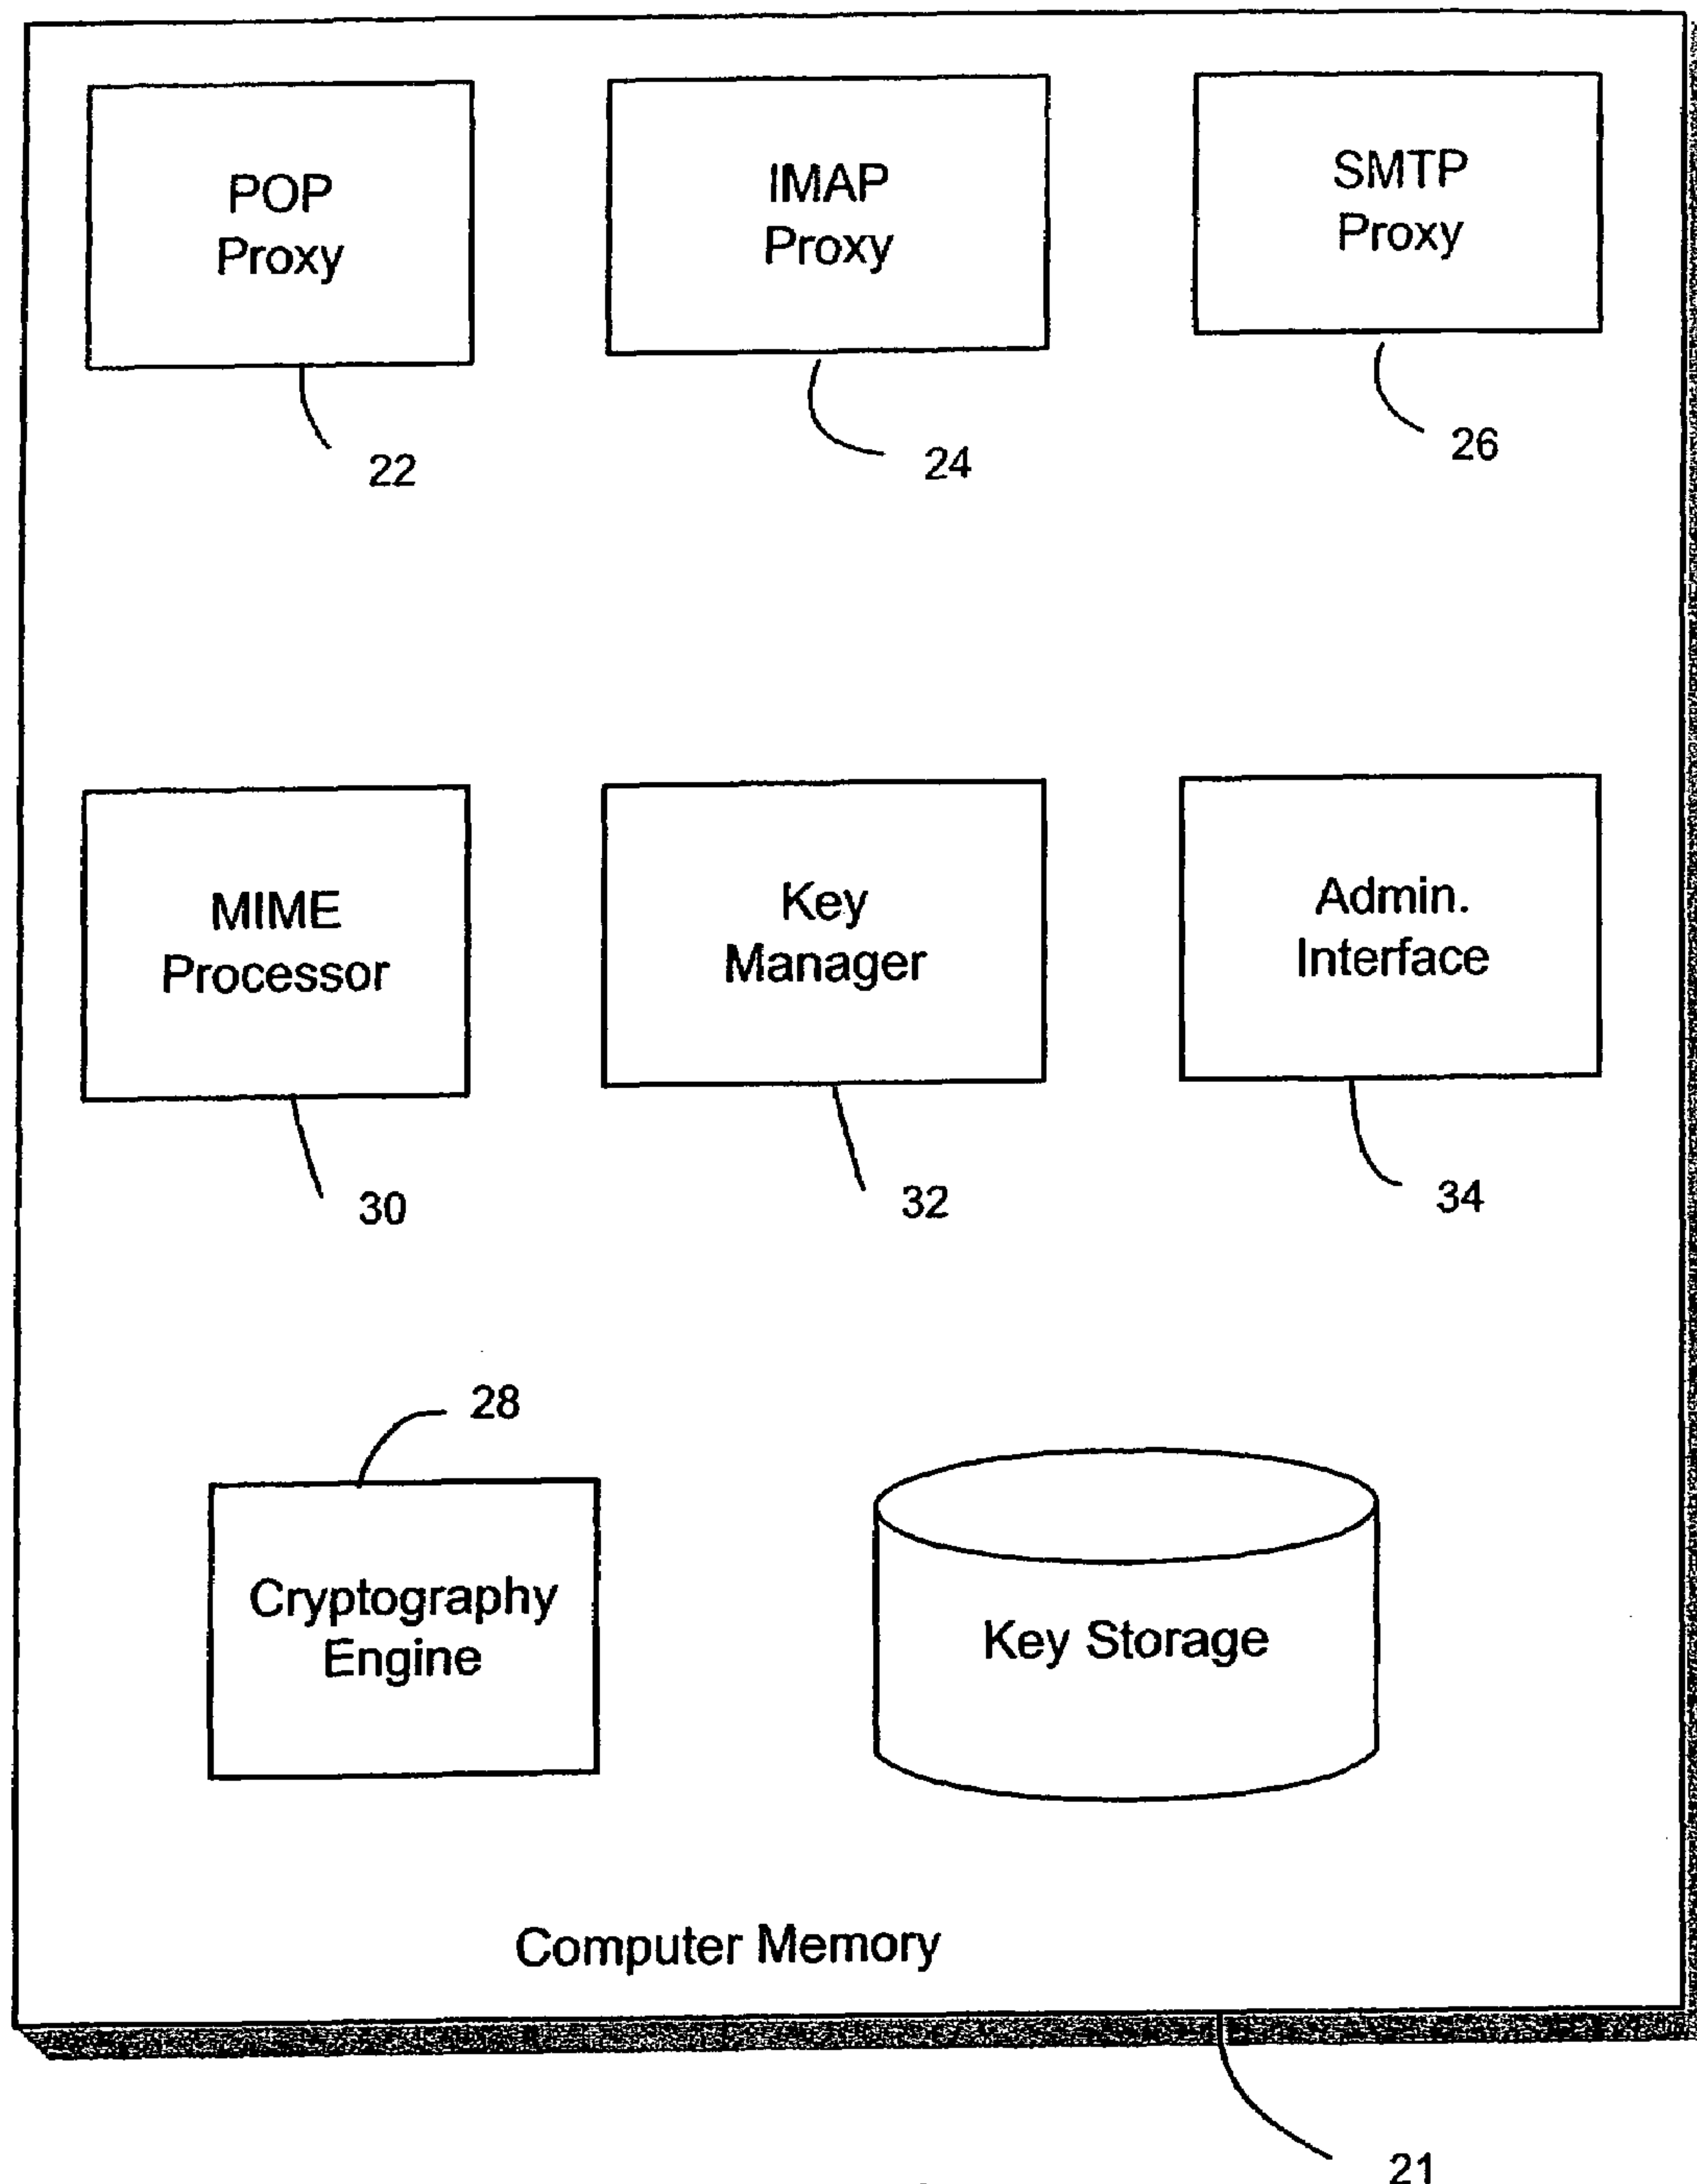 POP
Proxy
IMAP
Proxy
SMTP
Proxy
22
24
26
MIME
Processor
Key
Manager
Admin.
Interface
30
32
34
28
Cryptography
Engine
Key Storage
Computer Memory
21